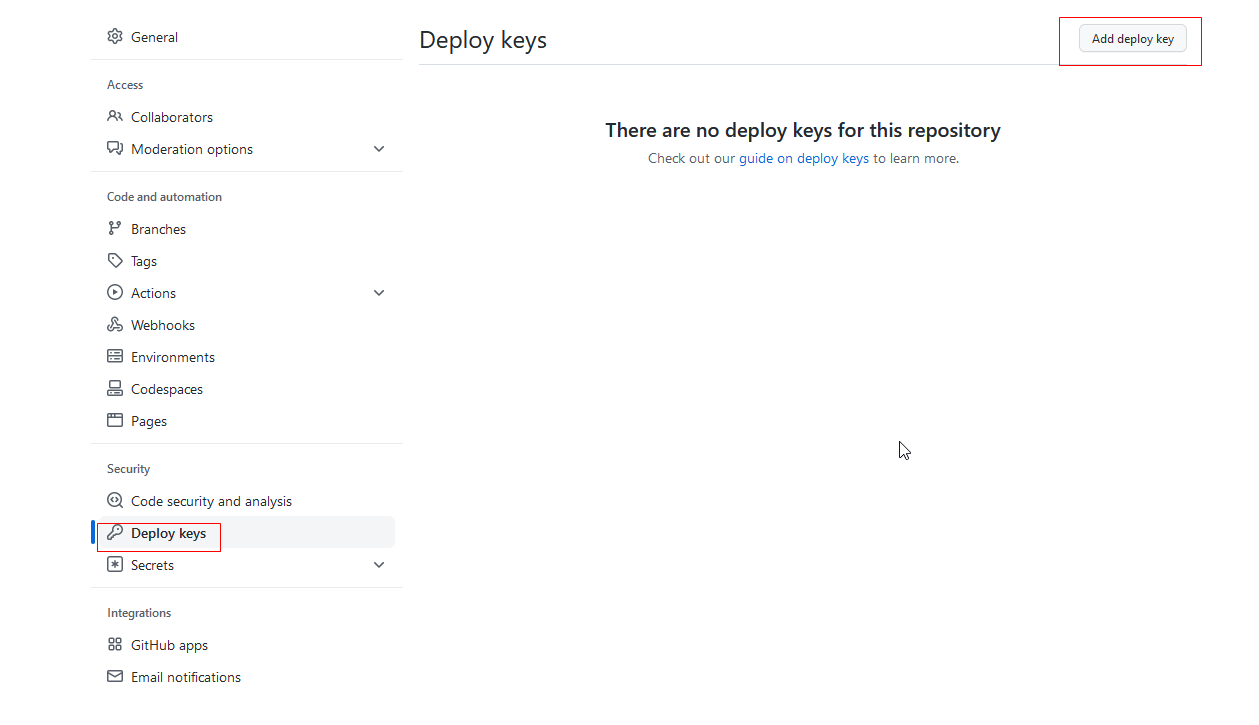 General
Access
Collaborators
Moderation options
Code and automation
Branches
Tags
Actions
Webhooks
Environments
Codespaces
Pages
Security
Code security and analysis
Deploy keys
Secrets
Integrations
GitHub apps
Email notifications
Deploy keys
Add deploy key
There are no deploy keys for this repository
Check out our guide on deploy keys to learn more.